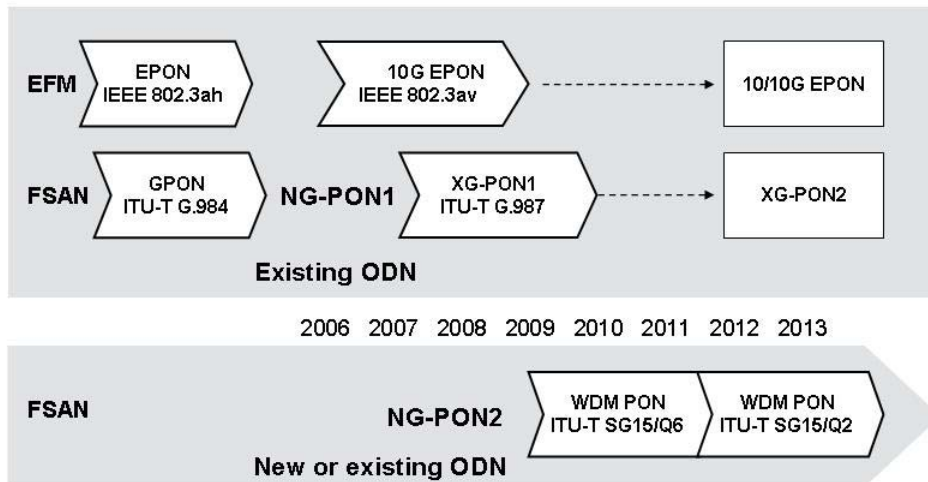 EFM
EPON
IEEE 802.3ah
10G EPON
IEEE 802.3av
10/10G EPON
FSAN
GPON
ITU-T G.984
NG-PON1
XG-PON1
ITU-T G.987
XG-PON2
Existing ODN
2006 2007 2008 2009 2010 2011 2012 2013
FSAN
NG-PON2
WDM PON
ITU-T SG15/Q6
WDM PON
ITU-T SG15/Q2
New or existing ODN